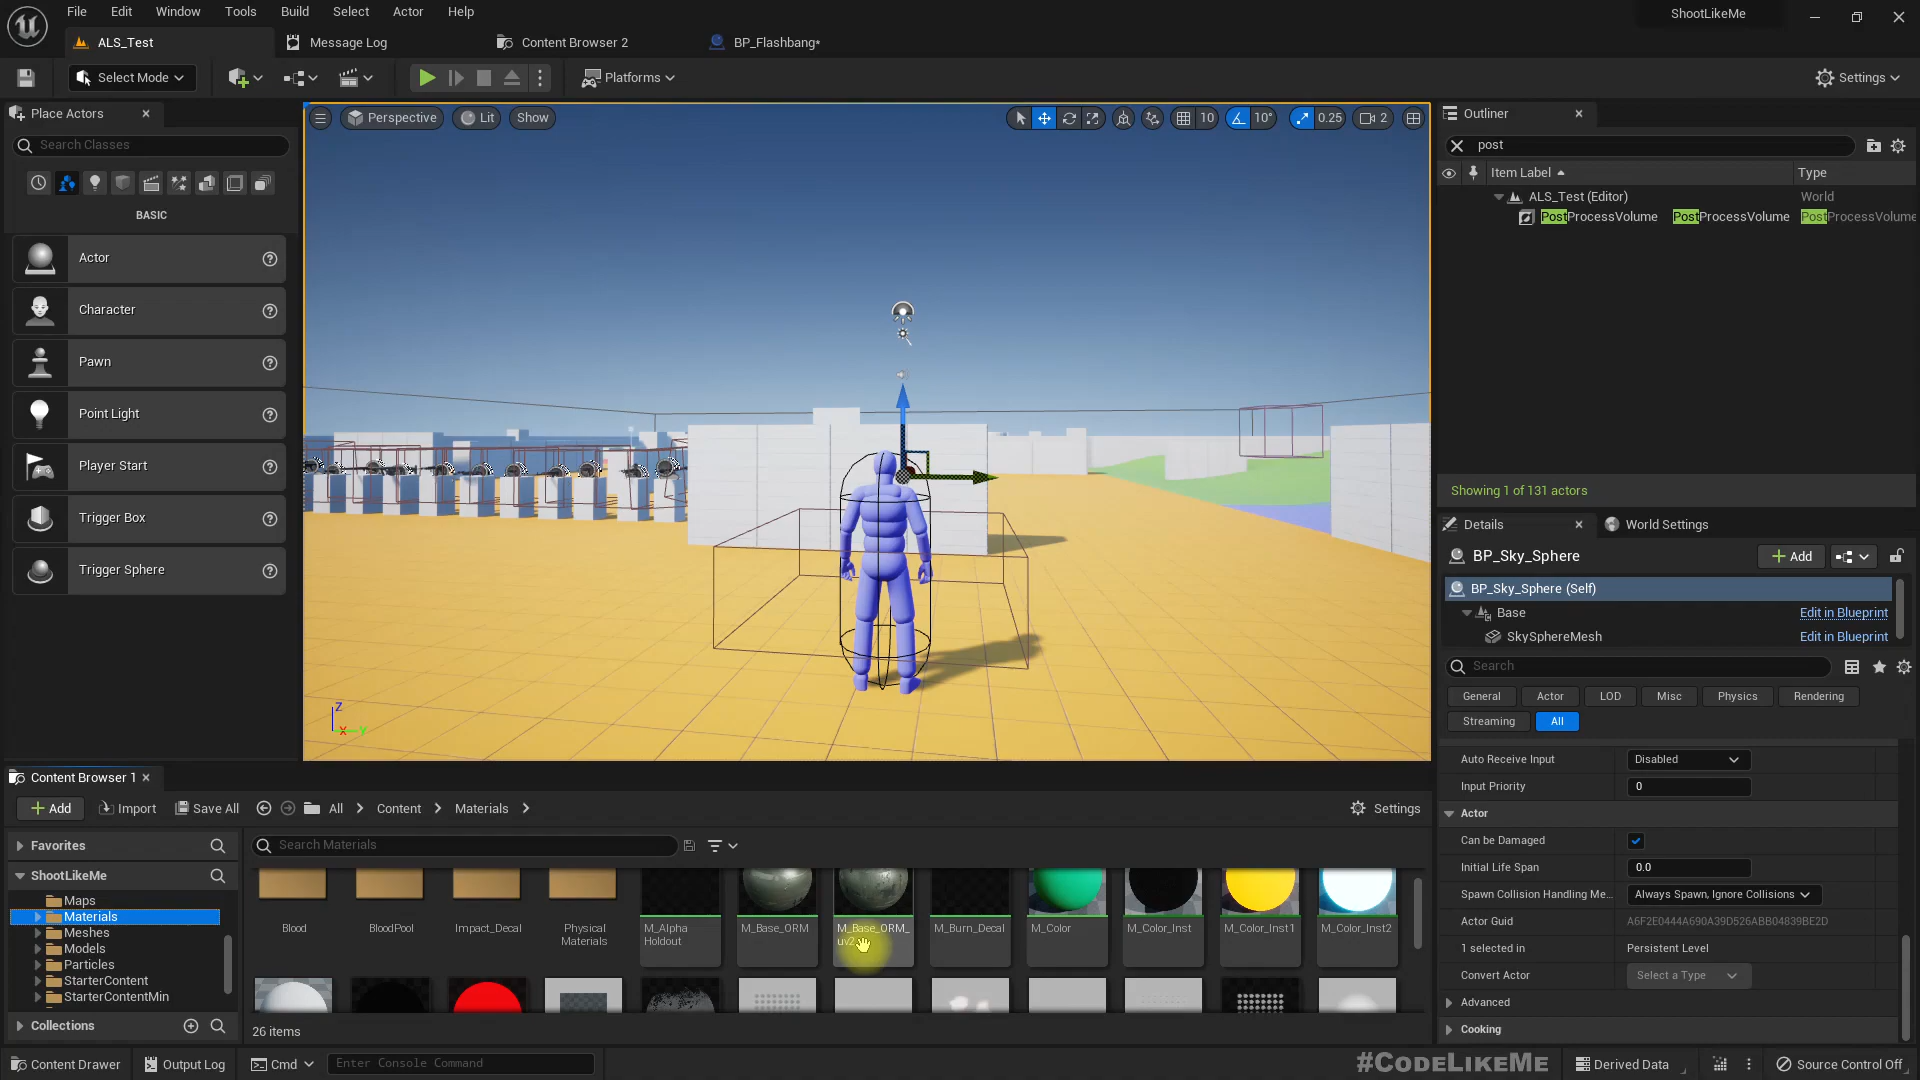 File Edit Window Tools Build Select Actor Help
ShootLikeMe
ALS_Test
Message Log
Content Browser 2
BP_Flashbang*
Select Mode
Platforms
Settings
Place Actors
Search Classes
BASIC
Actor
Character
Pawn
Point Light
Player Start
Trigger Box
Trigger Sphere
Perspective
Lit
Show
10
10°
0.25
2
Z
X
Y
Outliner
post
Item Label
Type
ALS_Test (Editor)
World
PostProcessVolume PostProcessVolume PostProcessVolume
Showing 1 of 131 actors
Details
World Settings
BP_Sky_Sphere
Add
BP_Sky_Sphere (Self)
Base
Edit in Blueprint
SkySphereMesh
Edit in Blueprint
Search
General
Actor
LOD
Misc
Physics
Rendering
Streaming
All
Auto Receive Input
Disabled
Input Priority
0
Actor
Can be Damaged
Initial Life Span
0.0
Spawn Collision Handling Me...
Always Spawn, Ignore Collisions
Actor Guid
A6F2E0444A690A39D526ABB04839BE2D
1 selected in
Persistent Level
Convert Actor
Select a Type
Advanced
Cooking
Content Browser 1
Add
Import
Save All
All
Content
Materials
Settings
Favorites
ShootLikeMe
Maps
Materials
Meshes
Models
Particles
StarterContent
StarterContentMin
Collections
Search Materials
Blood
BloodPool
Impact_Decal
Physical
Materials
M_Alpha
Holdout
M_Base_ORM
M_Base_ORM_
uv2
M_Burn_Decal
M_Color
M_Color_Inst
M_Color_Inst1
M_Color_Inst2
26 items
Content Drawer
Output Log
Cmd
Enter Console Command
#CodeLikeMe
Derived Data
Source Control Off